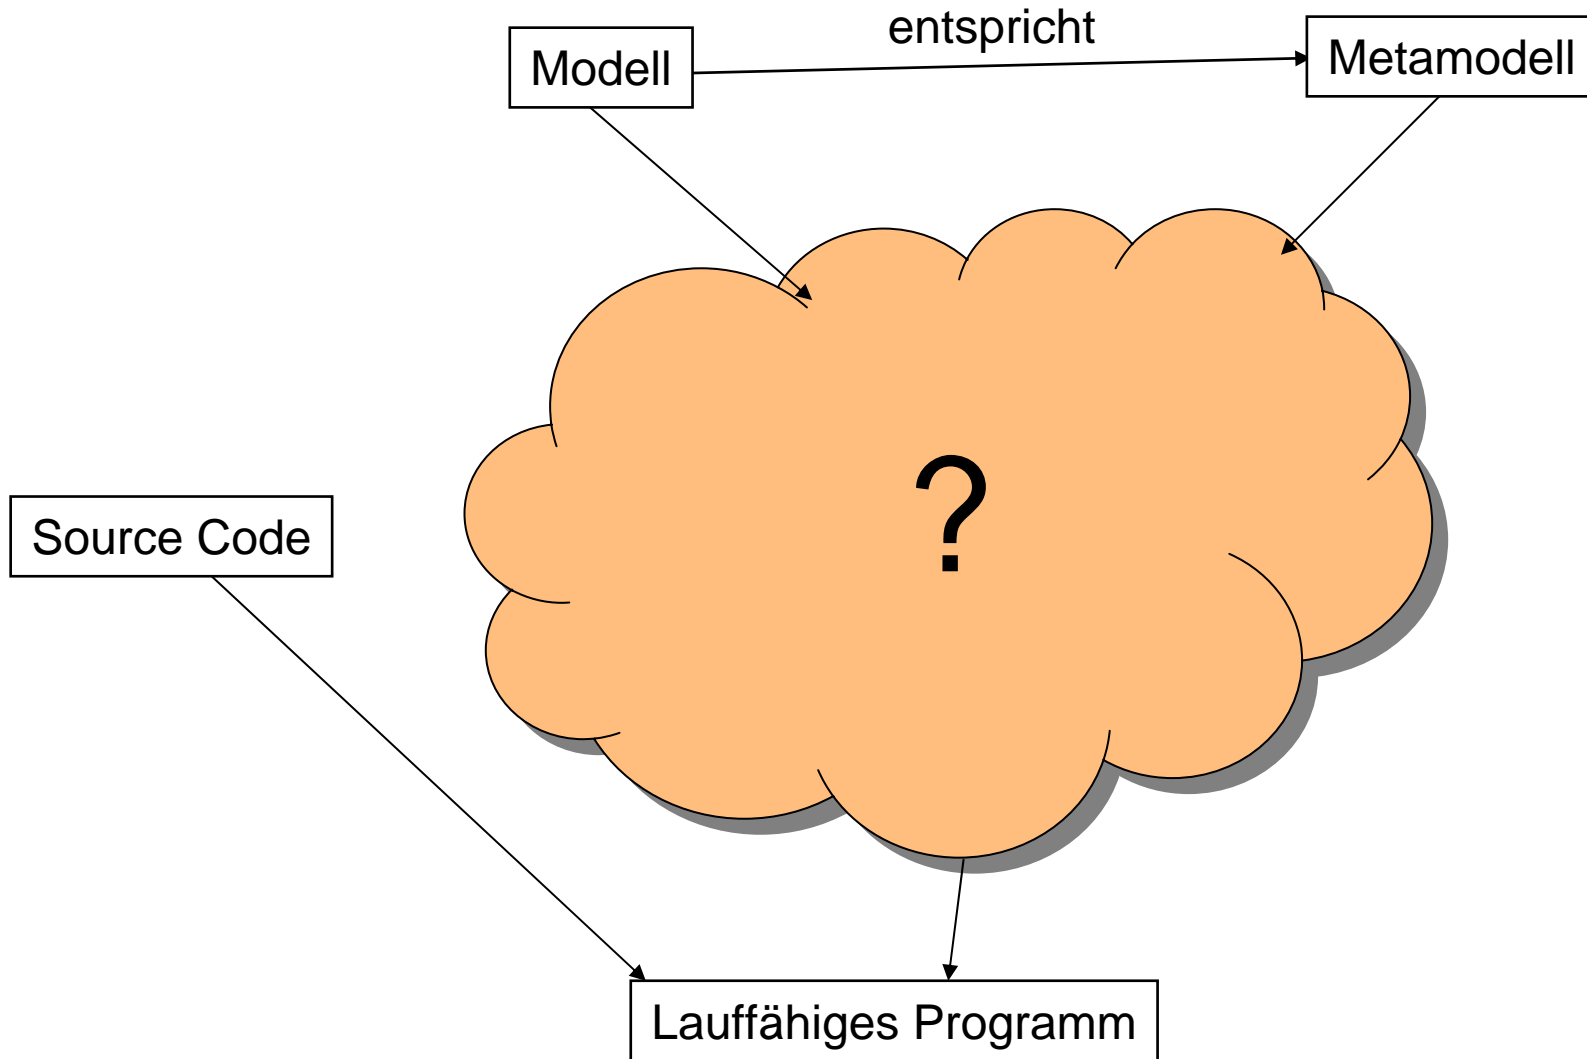 entspricht
Modell
Metamodell
?
Source Code
Lauffähiges Programm